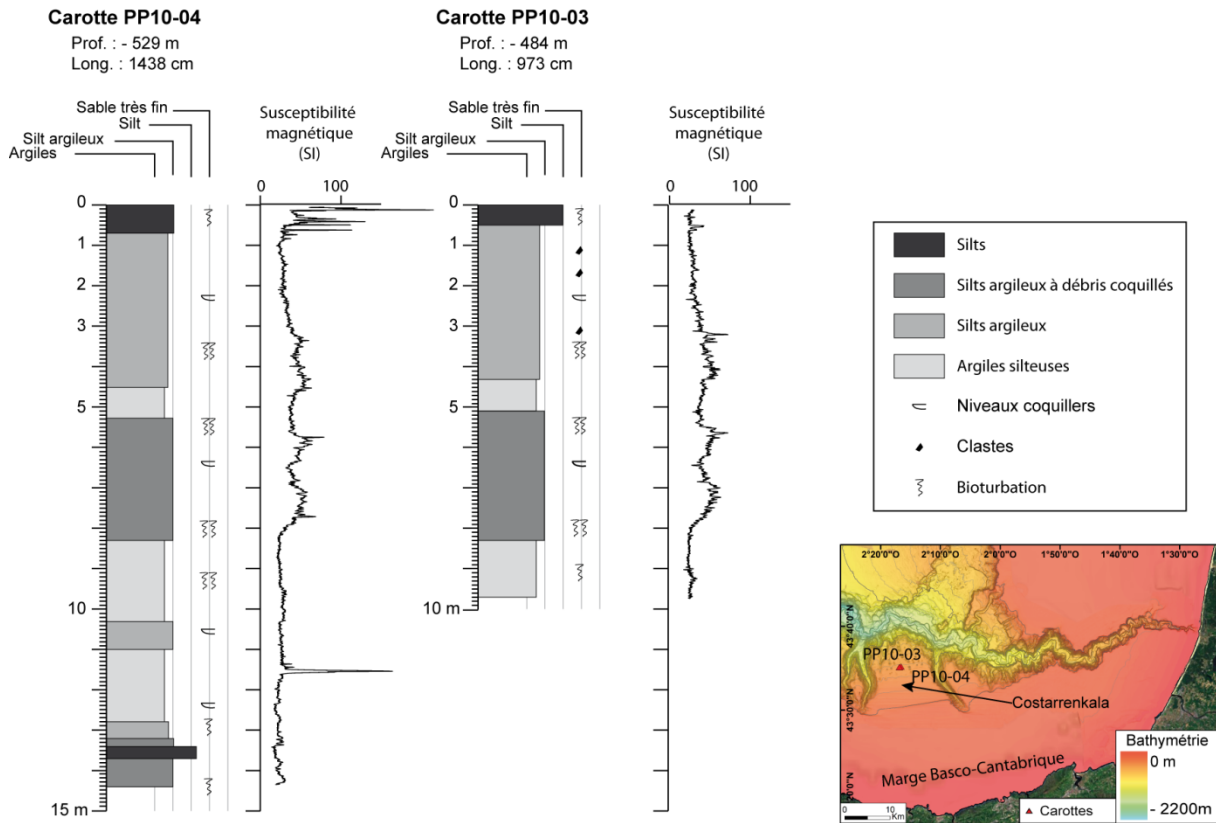 Carotte PP10-04
Prof. : - 529 m
Long. : 1438 cm
Sable très fin
Silt
Silt argileux
Argiles
Susceptibilité
magnétique
(SI)
0
100
0
1
2
3
5
10
15 m
Carotte PP10-03
Prof. : - 484 m
Long. : 973 cm
Sable très fin
Silt
Silt argileux
Argiles
Susceptibilité
magnétique
(SI)
0
100
0
1
2
3
5
10 m
Silts
Silts argileux à débris coquillés
Silts argileux
Argiles silteuses
Niveaux coquillers
Clastes
Bioturbation
2°20'0"O
2°10'0"O
2°0'0"O
1°50'0"O
1°40'0"O
1°30'0"O
43°40'0"N
43°30'0"N
PP10-03
PP10-04
Costarrenkala
Marge Basco-Cantabrique
0
10
Km
Carottes
Bathymétrie
0 m
- 2200m